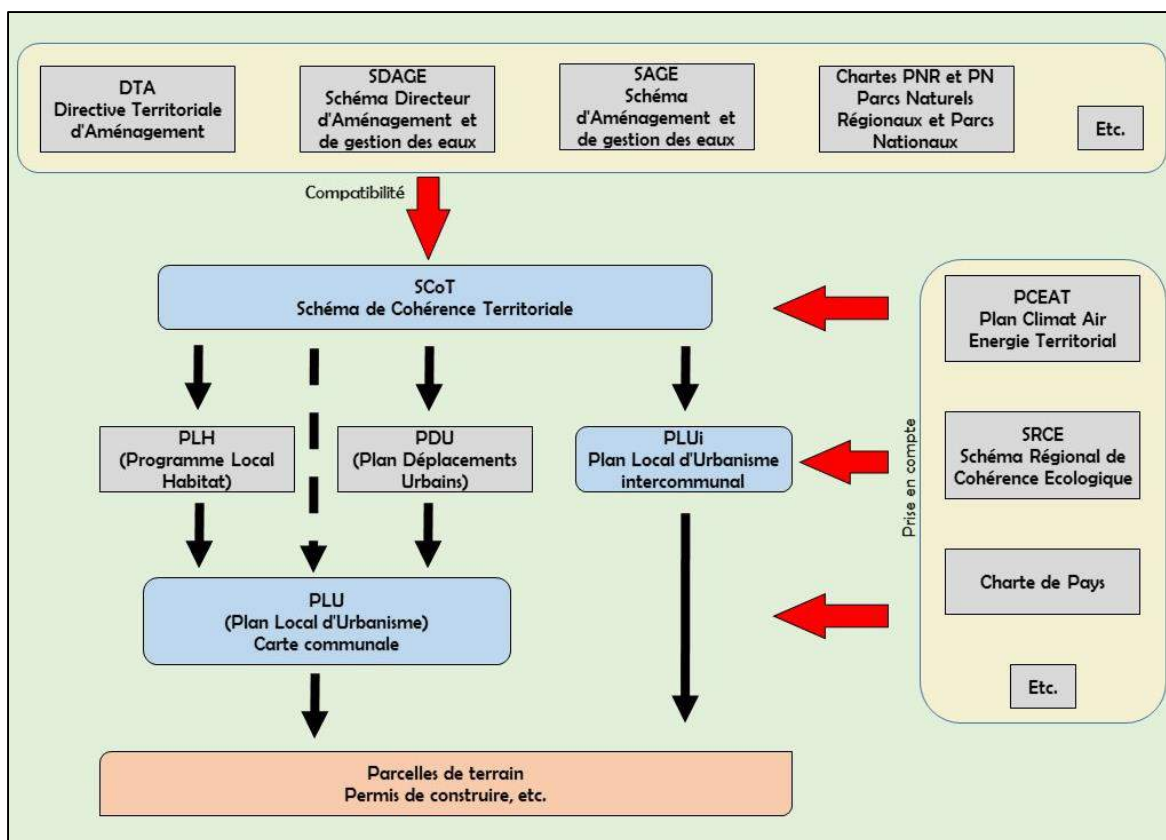 DTA
Directive Territoriale
d'Aménagement
SDAGE
Schéma Directeur
d'Aménagement et
de gestion des eaux
SAGE
Schéma
d'Aménagement et
de gestion des eaux
Chartes PNR et PN
Parcs Naturels
Régionaux et Parcs
Nationaux
Etc.
Compatibilité
SCoT
Schéma de Cohérence Territoriale
PCEAT
Plan Climat Air
Energie Territorial
PLH
(Programme Local
Habitat)
PDU
(Plan Déplacements
Urbains)
PLUi
Plan Local d'Urbanisme
intercommunal
Prise en compte
SRCE
Schéma Régional de
Cohérence Ecologique
Charte de Pays
PLU
(Plan Local d'Urbanisme)
Carte communale
Etc.
Parcelles de terrain
Permis de construire, etc.